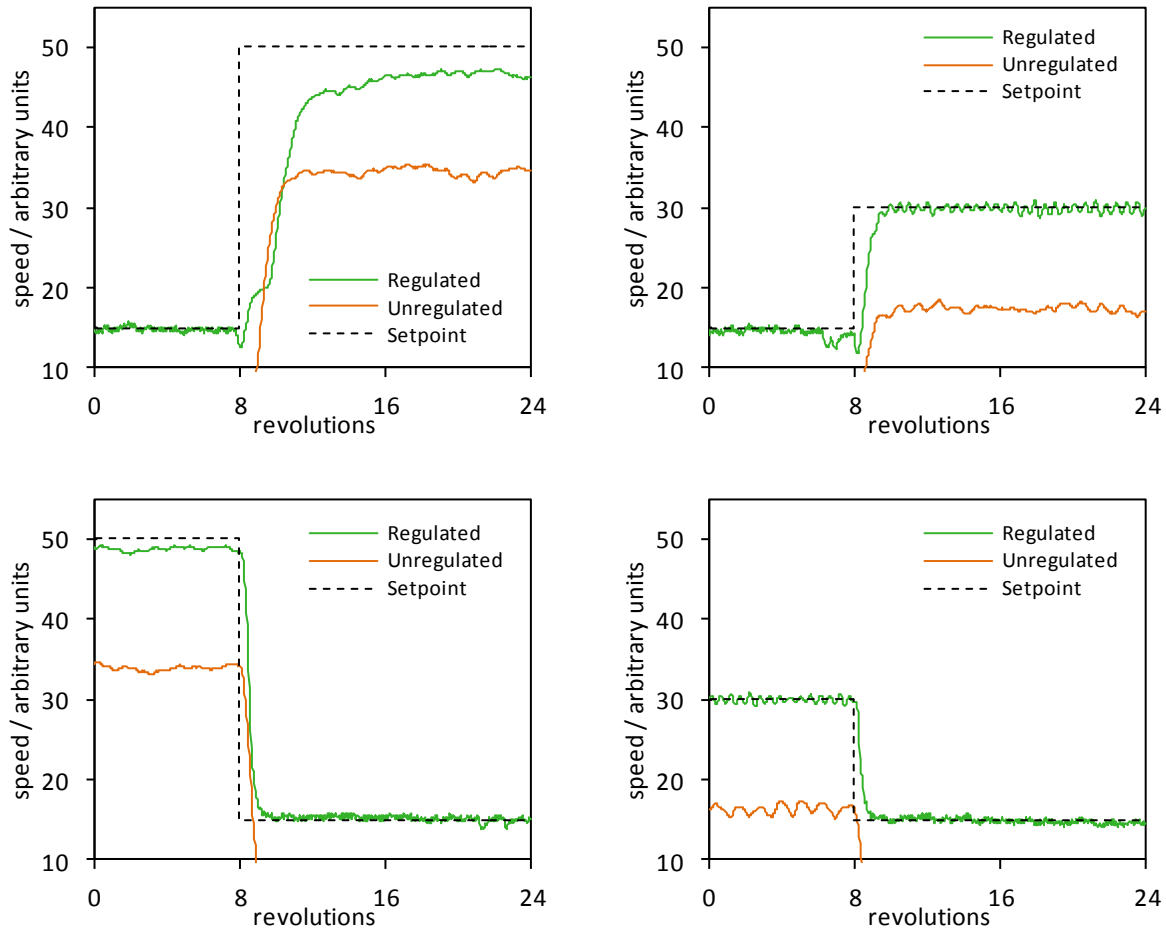 speed / arbitrary units
50
40
30
20
10
Regulated
Unregulated
Setpoint
0
8
16
24
revolutions
speed / arbitrary units
50
40
30
20
10
Regulated
Unregulated
Setpoint
0
8
16
24
revolutions
speed / arbitrary units
50
40
30
20
10
Regulated
Unregulated
Setpoint
0
8
16
24
revolutions
speed / arbitrary units
50
40
30
20
10
Regulated
Unregulated
Setpoint
0
8
16
24
revolutions